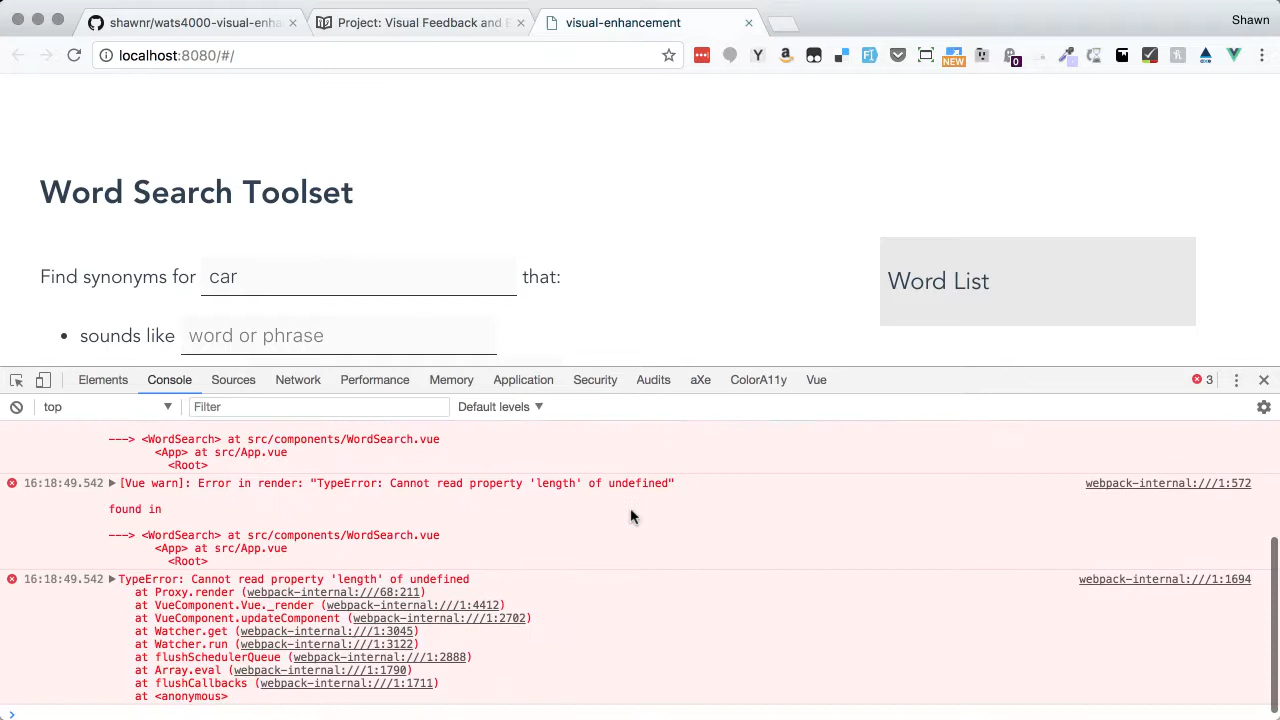 shawnr/wats4000-visual-enha
Project: Visual Feedback and E
visual-enhancement
Shawn
localhost:8080/#/
NEW
0
Word Search Toolset
Find synonyms for car that:
Word List
• sounds like word or phrase
Elements Console Sources Network Performance Memory Application Security Audits aXe ColorA11y Vue 3
top Filter Default levels
---> <WordSearch> at src/components/WordSearch.vue
<App> at src/App.vue
<Root>
16:18:49.542 [Vue warn]: Error in render: "TypeError: Cannot read property 'length' of undefined" webpack-internal:///1:572
found in
---> <WordSearch> at src/components/WordSearch.vue
<App> at src/App.vue
<Root>
16:18:49.542 TypeError: Cannot read property 'length' of undefined webpack-internal:///1:1694
at Proxy.render (webpack-internal:///68:211)
at VueComponent.Vue._render (webpack-internal:///1:4412)
at VueComponent.updateComponent (webpack-internal:///1:2702)
at Watcher.get (webpack-internal:///1:3045)
at Watcher.run (webpack-internal:///1:3122)
at flushSchedulerQueue (webpack-internal:///1:2888)
at Array.eval (webpack-internal:///1:1790)
at flushCallbacks (webpack-internal:///1:1711)
at <anonymous>